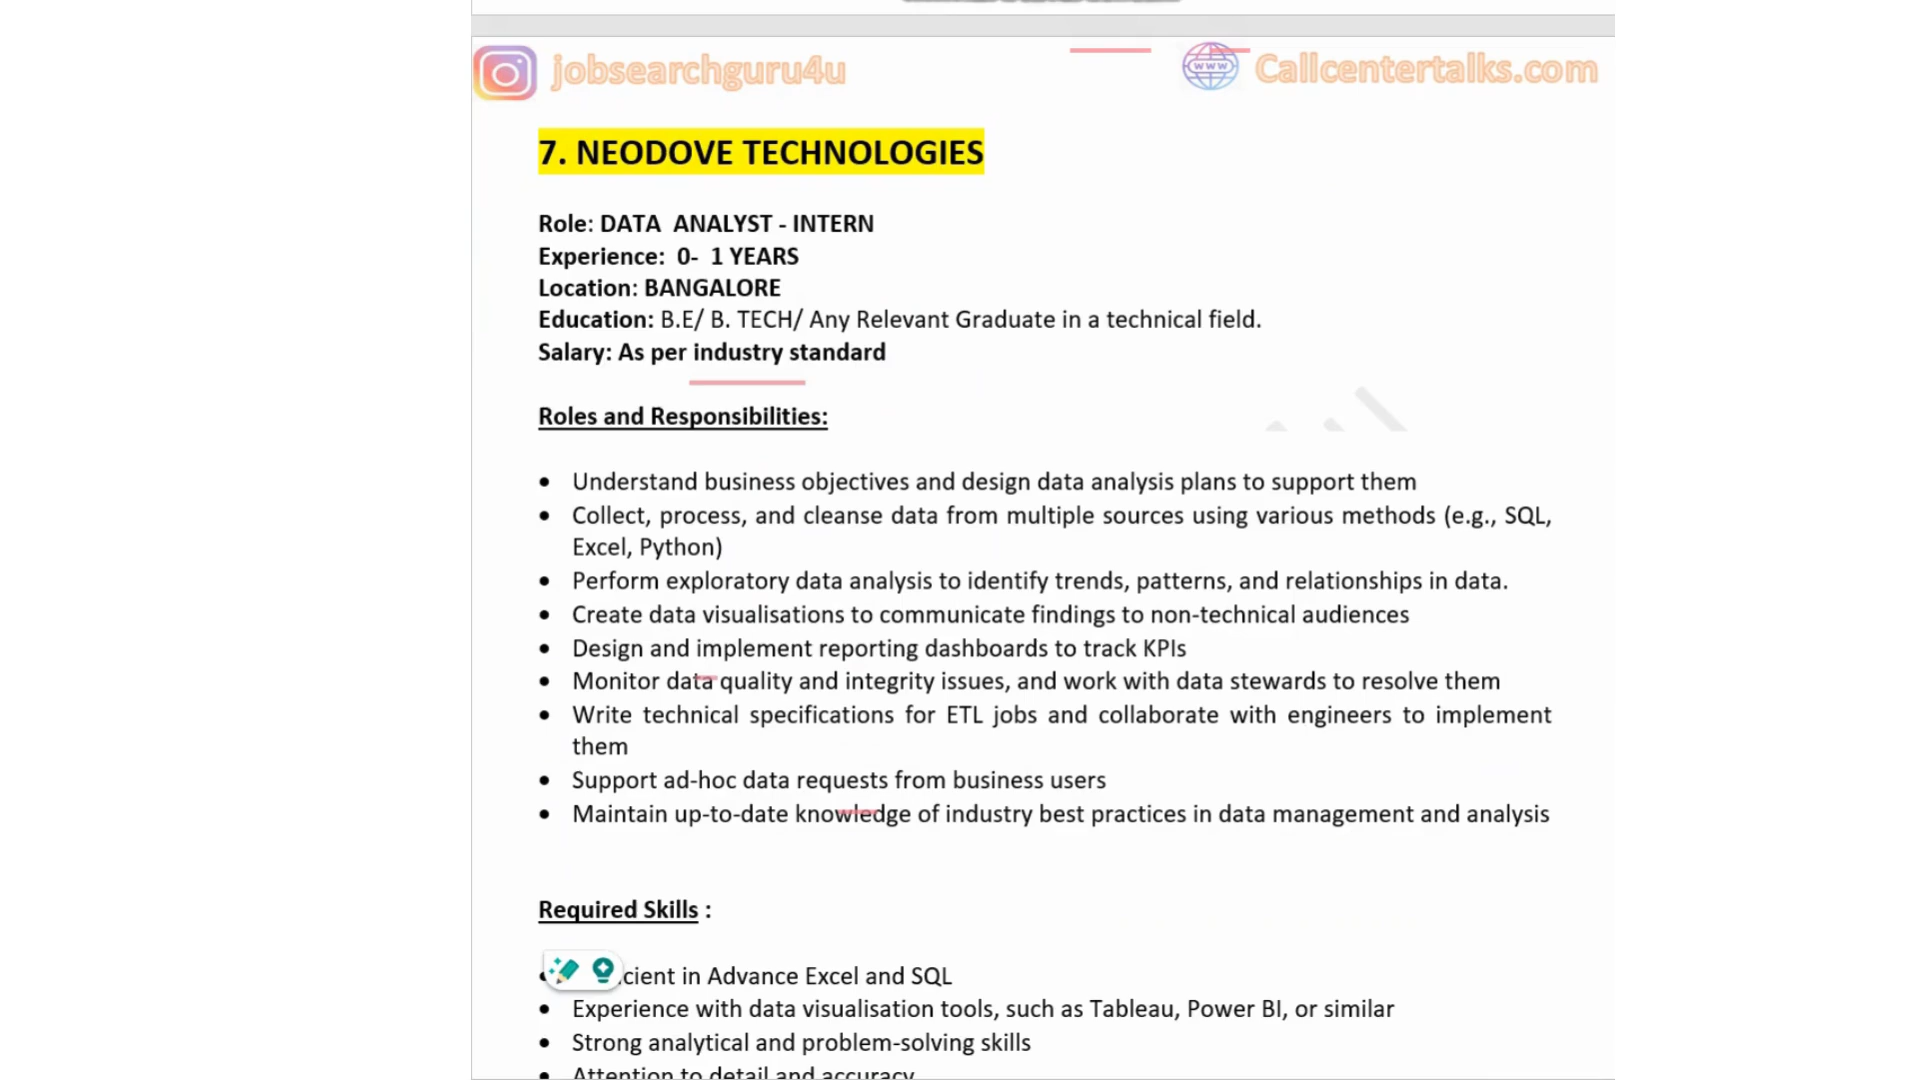 jobsearchguru4u
www
Callcentertalks.com
7. NEODOVE TECHNOLOGIES
Role: DATA ANALYST - INTERN
Experience: 0- 1 YEARS
Location: BANGALORE
Education: B.E/ B. TECH/ Any Relevant Graduate in a technical field.
Salary: As per industry standard
Roles and Responsibilities:
• Understand business objectives and design data analysis plans to support them
• Collect, process, and cleanse data from multiple sources using various methods (e.g., SQL,
Excel, Python)
• Perform exploratory data analysis to identify trends, patterns, and relationships in data.
• Create data visualisations to communicate findings to non-technical audiences
• Design and implement reporting dashboards to track KPIs
• Monitor data quality and integrity issues, and work with data stewards to resolve them
• Write technical specifications for ETL jobs and collaborate with engineers to implement
them
• Support ad-hoc data requests from business users
• Maintain up-to-date knowledge of industry best practices in data management and analysis
Required Skills :
cient in Advance Excel and SQL
• Experience with data visualisation tools, such as Tableau, Power BI, or similar
• Strong analytical and problem-solving skills
• Attention to detail and accuracy